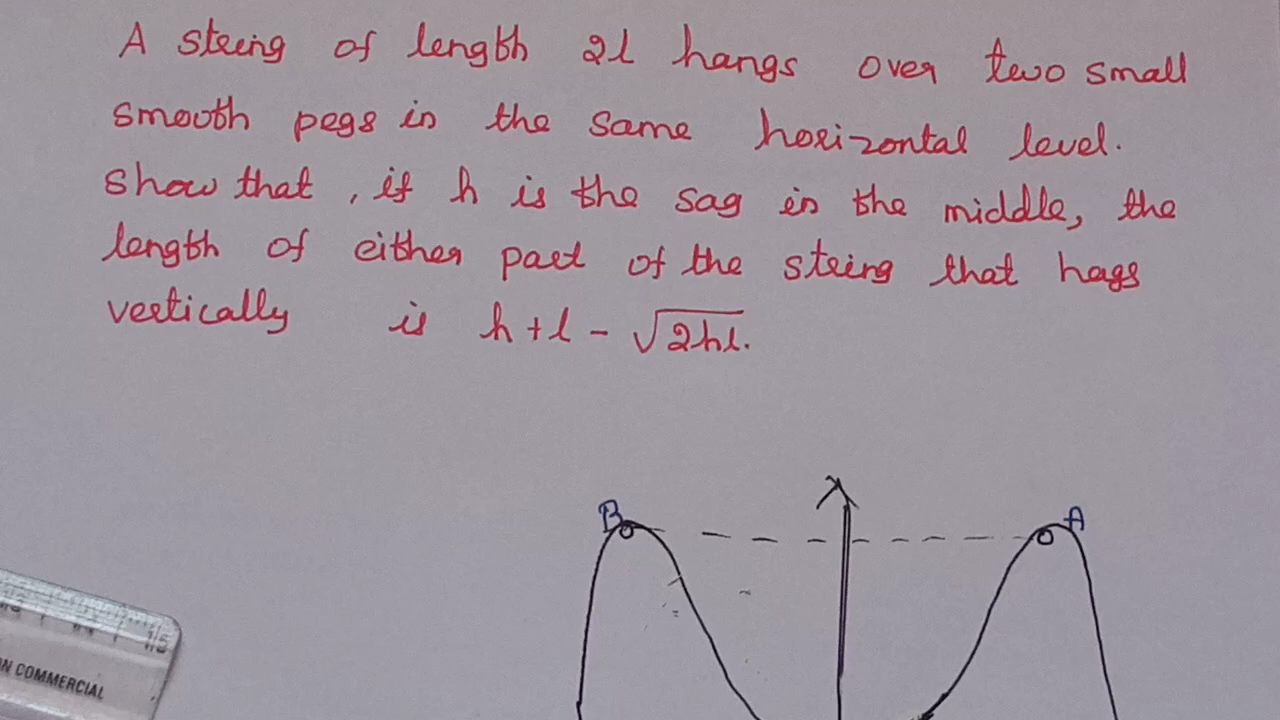 A string of length 2l hangs over two small
smooth pegs in the same horizontal level.
Show that, if h is the sag in the middle, the
length of either part of the string that hags
vertically is h+l-√2hl.
B
A
N COMMERCIAL